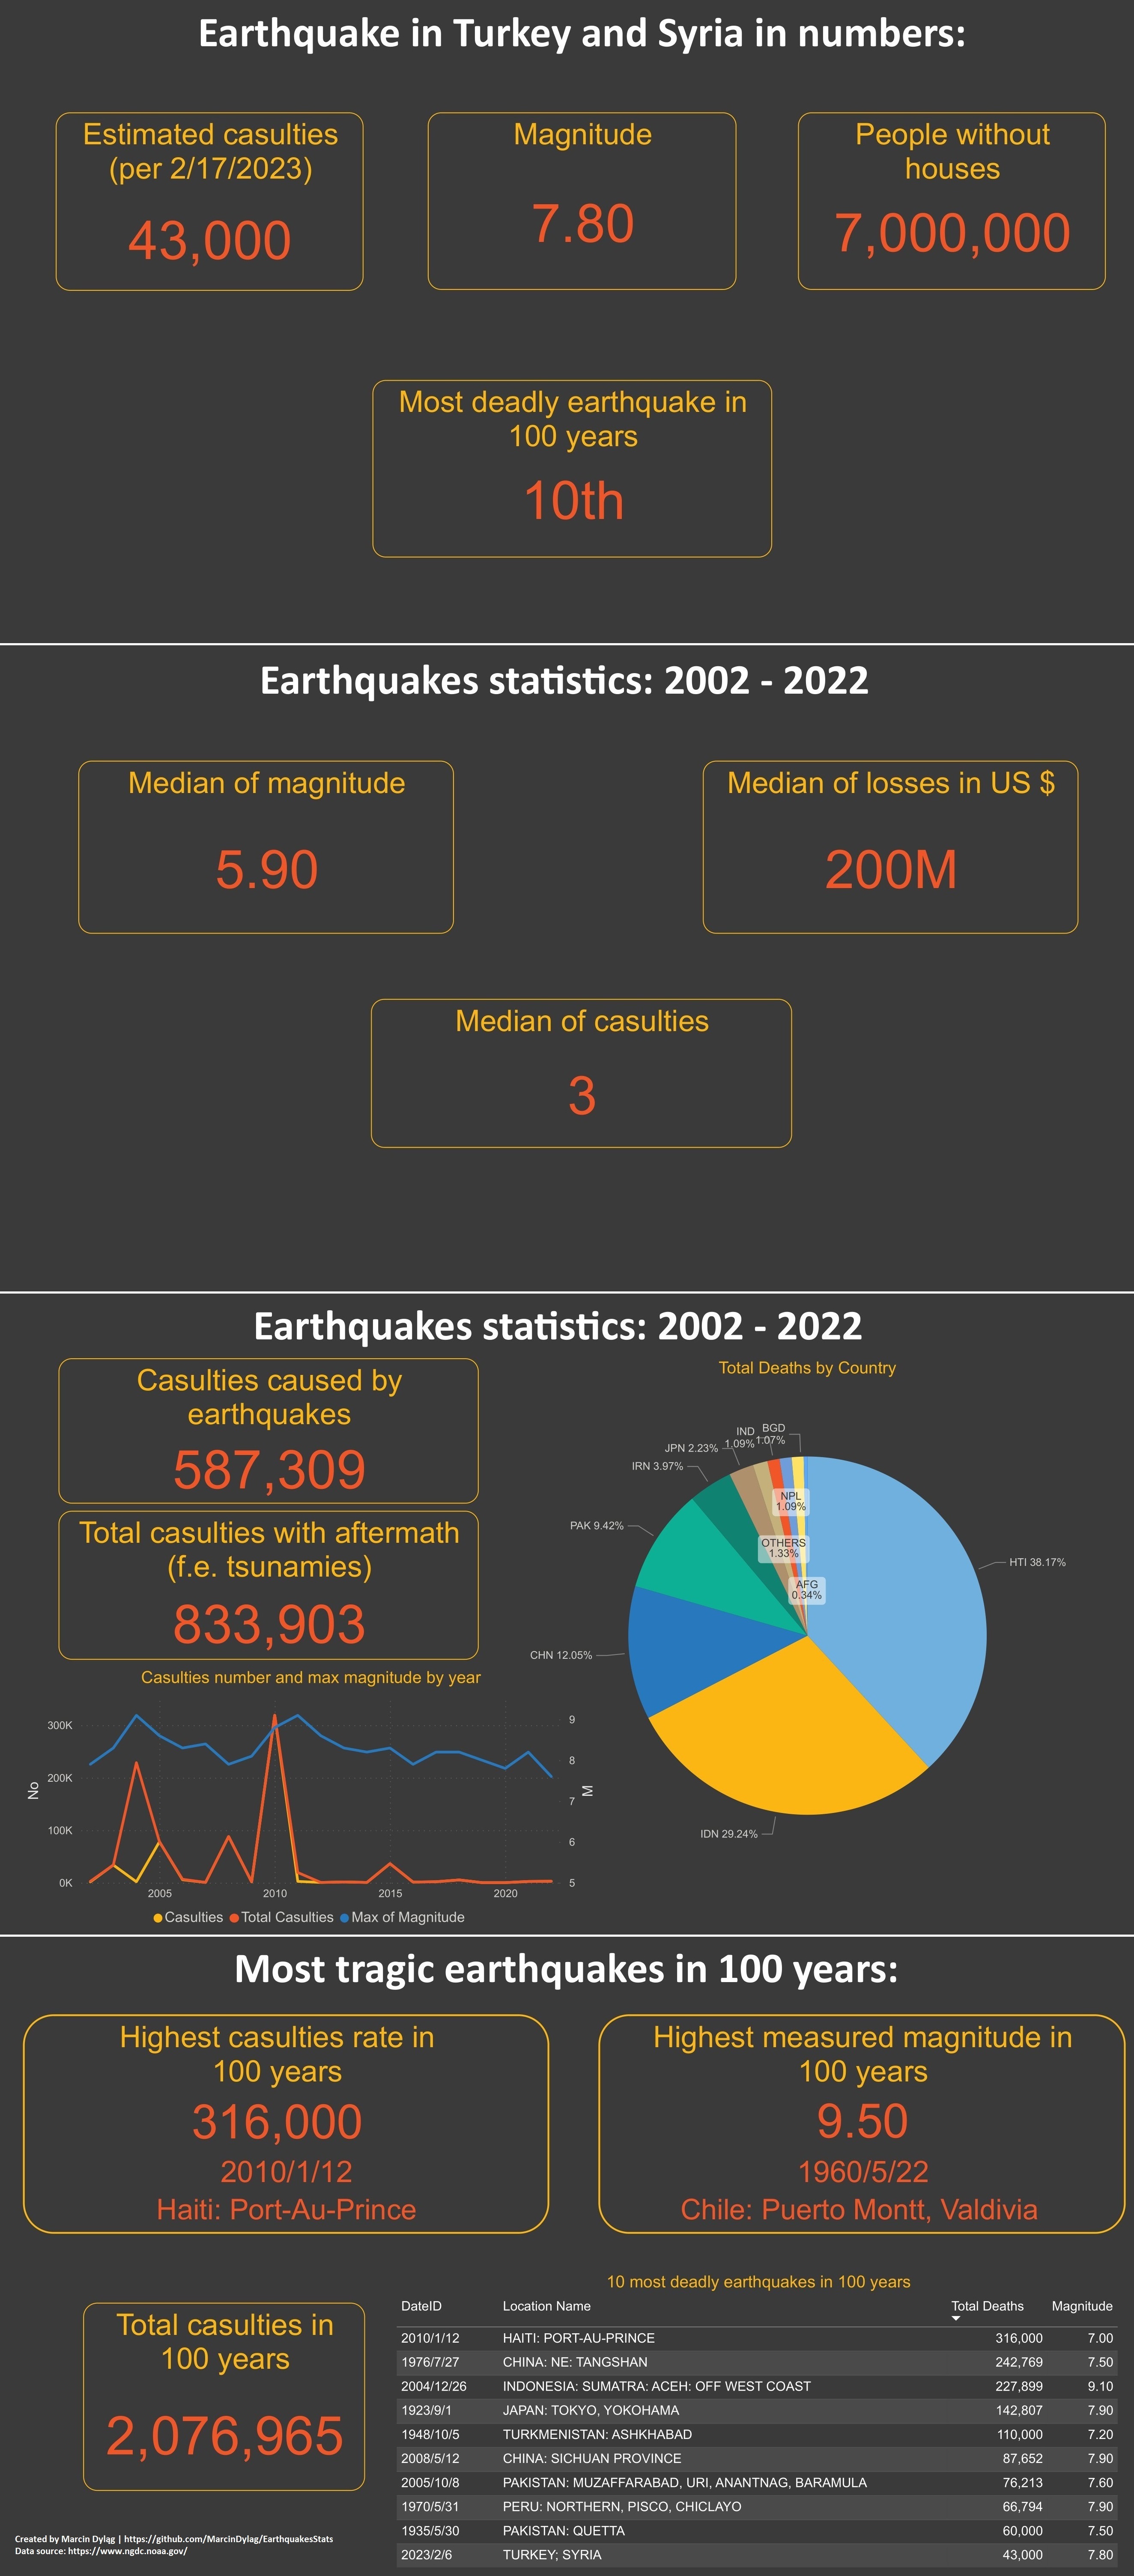 Earthquake in Turkey and Syria in numbers:
Estimated casulties
(per 2/17/2023)
43,000
Magnitude
7.80
People without
houses
7,000,000
Most deadly earthquake in
100 years
10th
Earthquakes statistics: 2002 - 2022
Median of magnitude
5.90
Median of losses in US $
200M
Median of casulties
3
Earthquakes statistics: 2002 - 2022
Casulties caused by
earthquakes
587,309
Total casulties with aftermath
(f.e. tsunamies)
833,903
Casulties number and max magnitude by year
300K
200K
100K
0K
No
9
8
7
6
5
M
2005 2010 2015 2020
Casulties Total Casulties Max of Magnitude
Total Deaths by Country
IND
1.09%
BGD
1.07%
JPN 2.23%
IRN 3.97%
PAK 9.42%
CHN 12.05%
IDN 29.24%
HTI 38.17%
NPL
1.09%
OTHERS
1.33%
AFG
0.34%
Most tragic earthquakes in 100 years:
Highest casulties rate in
100 years
316,000
2010/1/12
Haiti: Port-Au-Prince
Highest measured magnitude in
100 years
9.50
1960/5/22
Chile: Puerto Montt, Valdivia
Total casulties in
100 years
2,076,965
10 most deadly earthquakes in 100 years
DateID Location Name Total Deaths Magnitude
2010/1/12 HAITI: PORT-AU-PRINCE 316,000 7.00
1976/7/27 CHINA: NE: TANGSHAN 242,769 7.50
2004/12/26 INDONESIA: SUMATRA: ACEH: OFF WEST COAST 227,899 9.10
1923/9/1 JAPAN: TOKYO, YOKOHAMA 142,807 7.90
1948/10/5 TURKMENISTAN: ASHKHABAD 110,000 7.20
2008/5/12 CHINA: SICHUAN PROVINCE 87,652 7.90
2005/10/8 PAKISTAN: MUZAFFARABAD, URI, ANANTNAG, BARAMULA 76,213 7.60
1970/5/31 PERU: NORTHERN, PISCO, CHICLAYO 66,794 7.90
1935/5/30 PAKISTAN: QUETTA 60,000 7.50
2023/2/6 TURKEY; SYRIA 43,000 7.80
Created by Marcin Dyląg | https://github.com/MarcinDylag/EarthquakesStats
Data source: https://www.ngdc.noaa.gov/